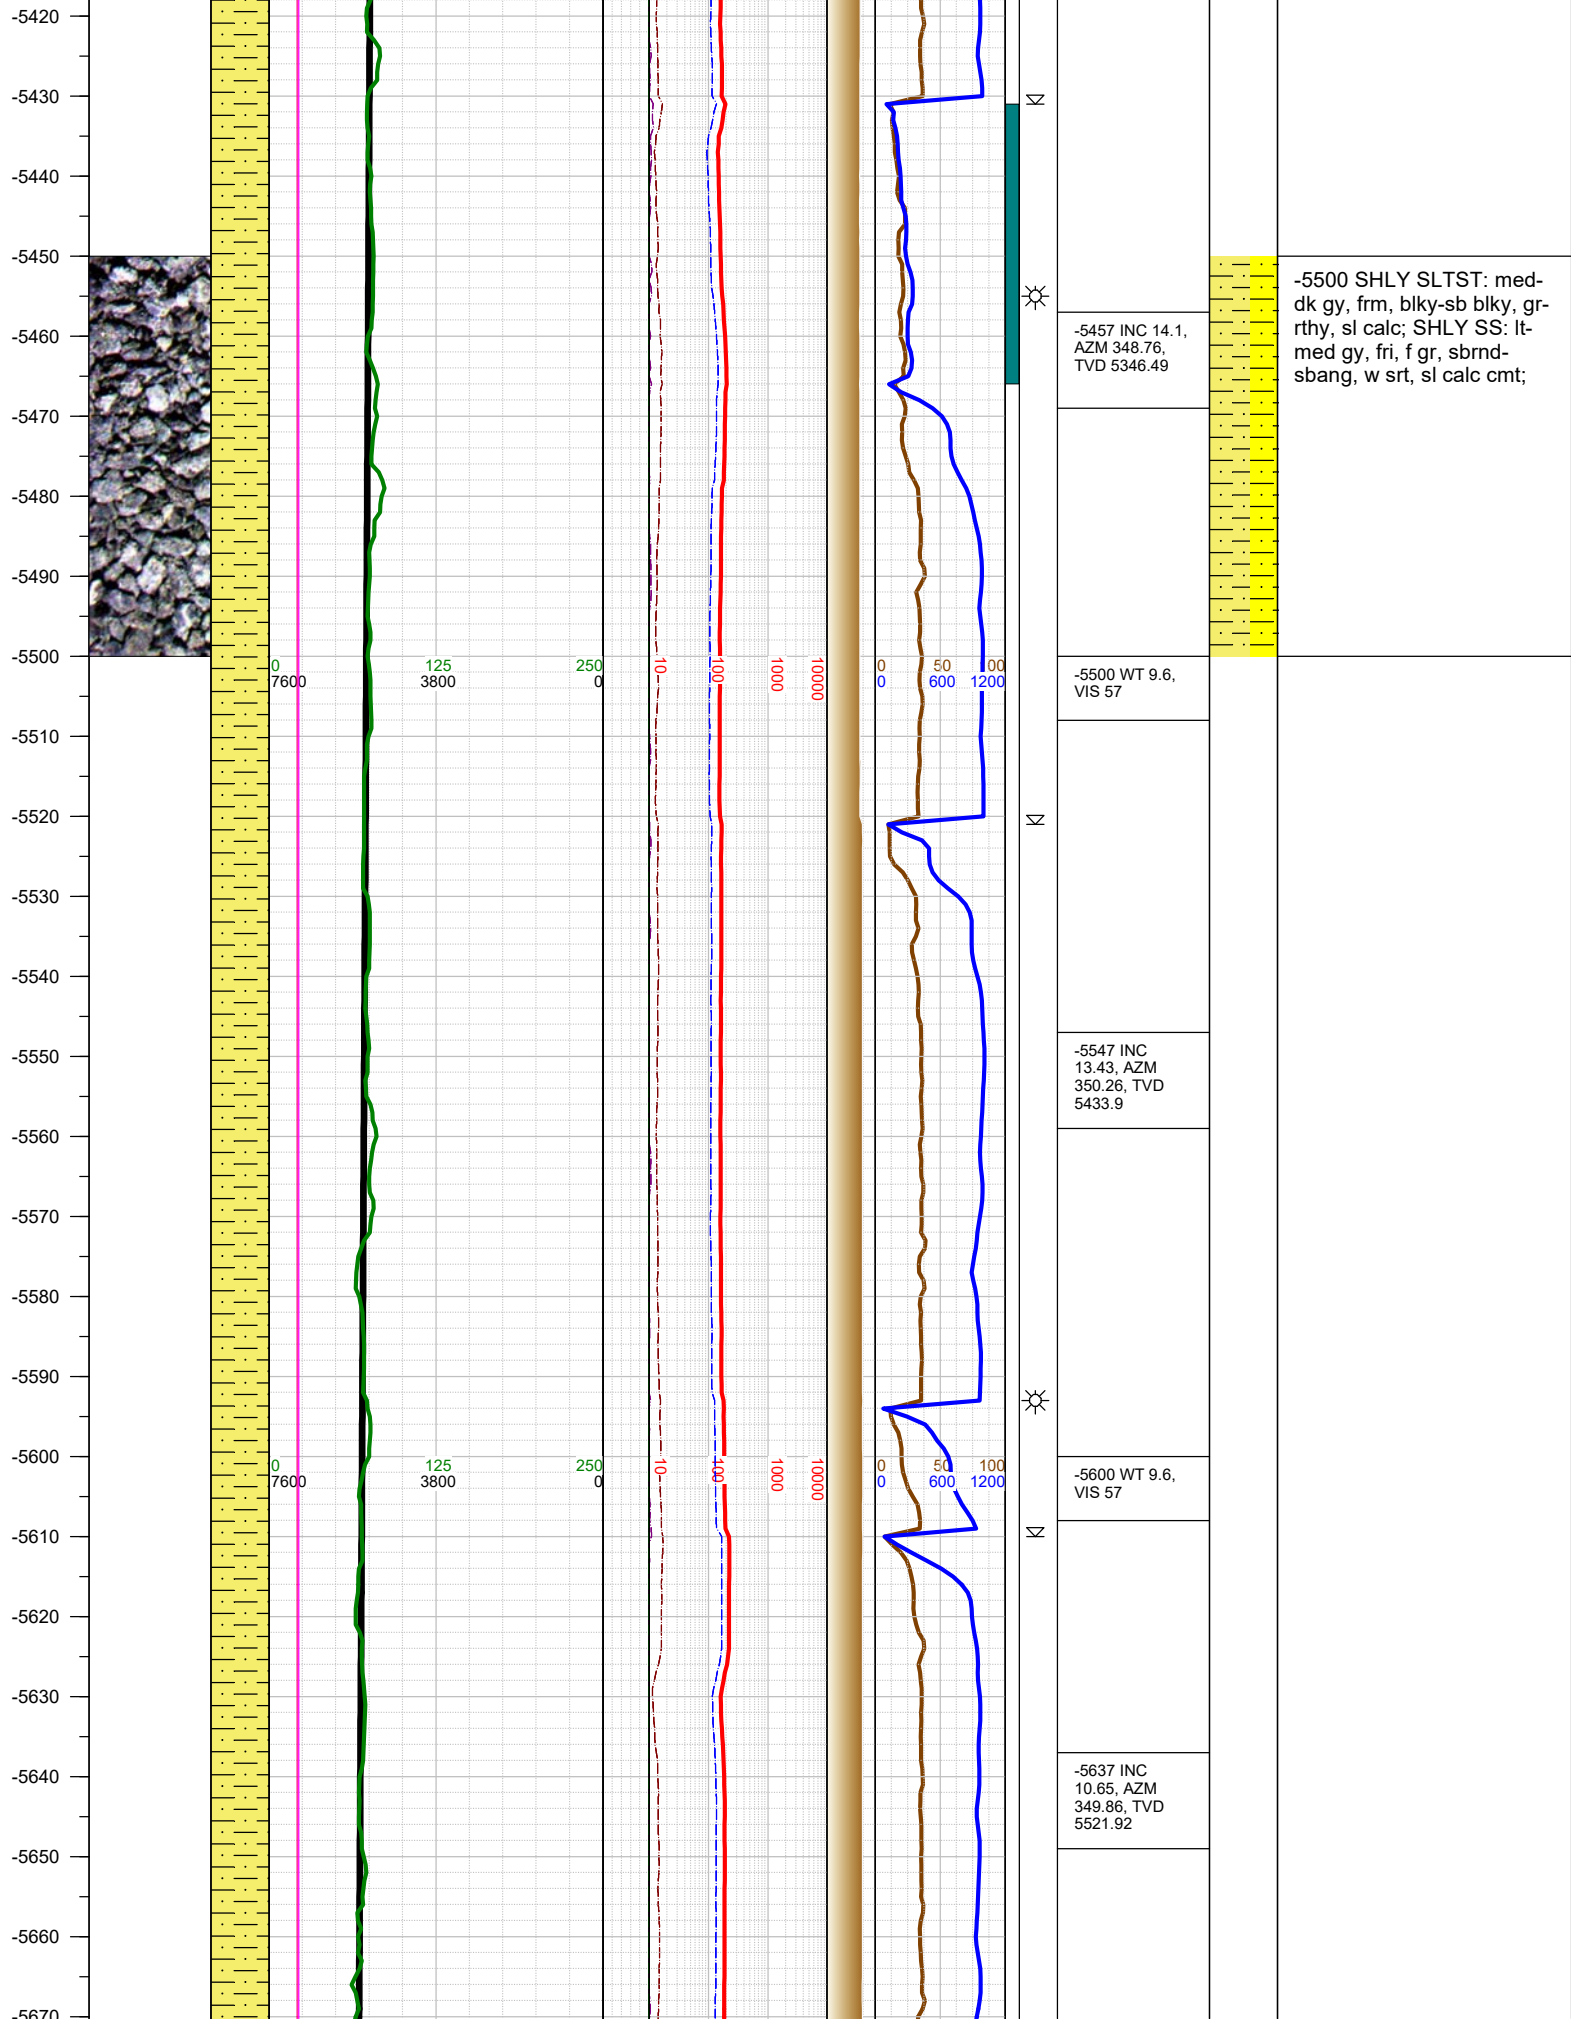 -5420
-5430
-5440
-5450
-5500 SHLY SLTST: med-
dk gy, frm, blky-sb blky, gr-
rthy, sl calc; SHLY SS: lt-
med gy, fri, f gr, sbrnd-
sbang, w srt, sl calc cmt;
-5457 INC 14.1,
AZM 348.76,
TVD 5346.49
-5460
-5470
-5480
-5490
-5500
0 125 250 10 100 1000 10000 0 50 100
7600 3800 0 0 600 1200
-5500 WT 9.6,
VIS 57
-5510
-5520
-5530
-5540
-5547 INC
13.43, AZM
350.26, TVD
5433.9
-5550
-5560
-5570
-5580
-5590
-5600
0 125 250 10 100 1000 10000 0 50 100
7600 3800 0 0 600 1200
-5600 WT 9.6,
VIS 57
-5610
-5620
-5630
-5637 INC
10.65, AZM
349.86, TVD
5521.92
-5640
-5650
-5660
-5670